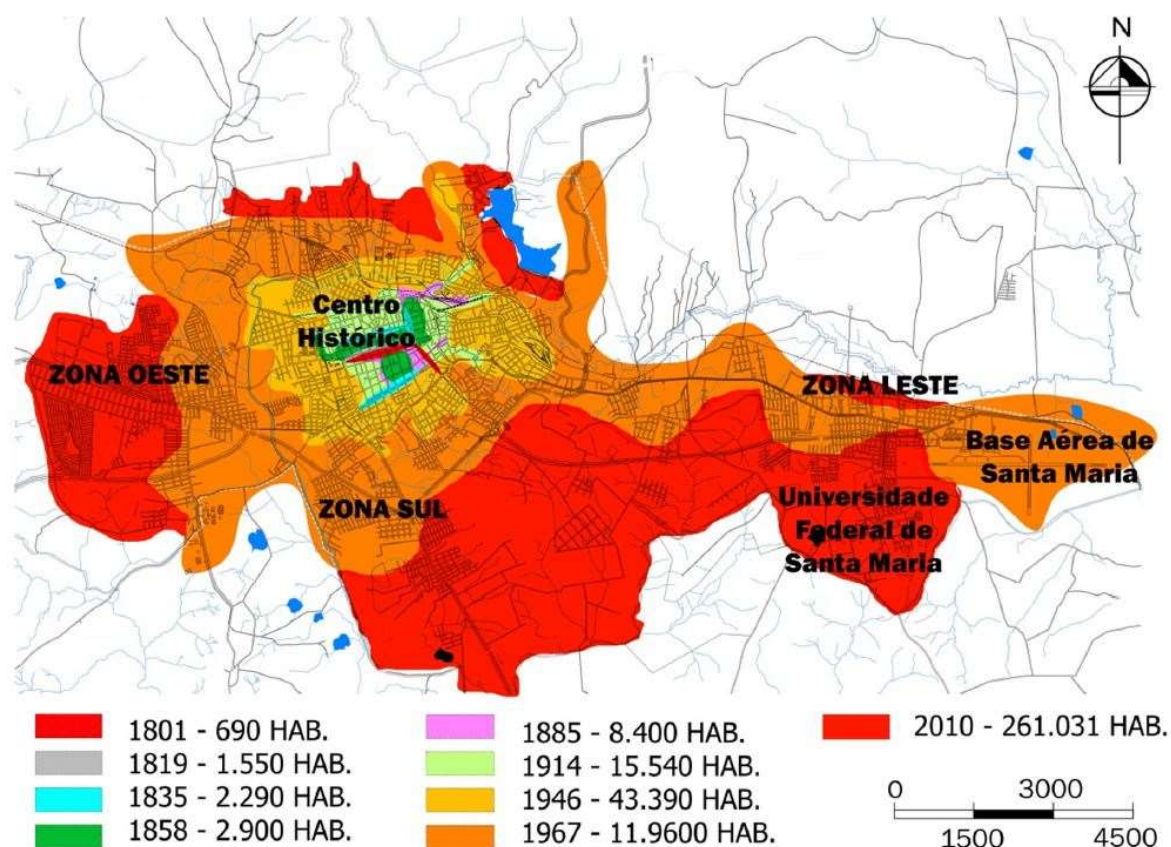 N
Centro
Histórico
ZONA OESTE
ZONA LESTE
Base Aérea de
Santa Maria
ZONA SUL
Universidade
Federal de
Santa Maria
1801 - 690 HAB.
1819 - 1.550 HAB.
1835 - 2.290 HAB.
1858 - 2.900 HAB.
1885 - 8.400 HAB.
1914 - 15.540 HAB.
1946 - 43.390 HAB.
1967 - 11.9600 HAB.
2010 - 261.031 HAB.
0 3000
1500 4500